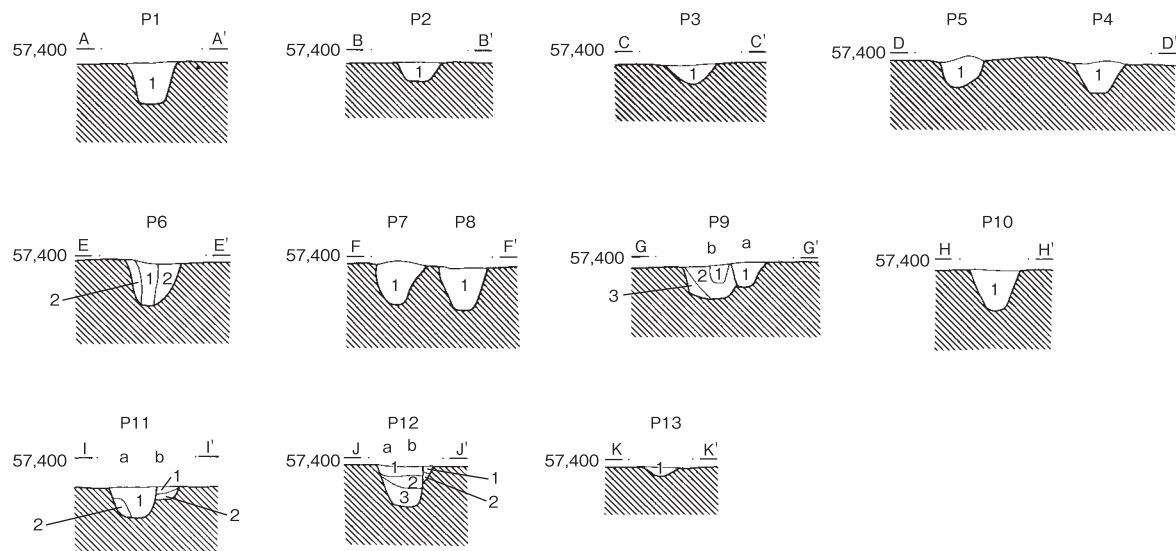 P1 P2 P3 P5 P4
57,400 A A' 57,400 B B' 57,400 C C' 57,400 D D'
1 1 1 1 1
P6 P7 P8 P9 P10
57,400 E E' 57,400 F F' 57,400 G b a G' 57,400 H H'
2 1 2 1 1 3 2 1 1 1
P11 P12 P13
57,400 I a b I' 57,400 J a b J' 57,400 K K'
2 1 1 2 1 2 3 1 2 1